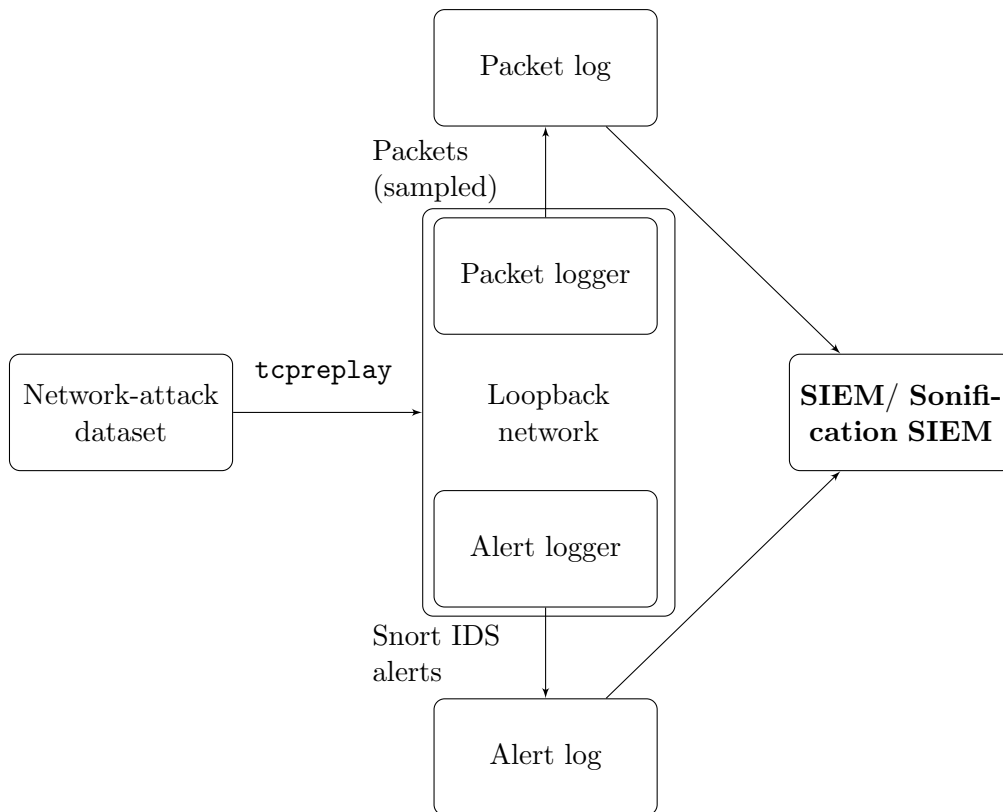 Packet log
Packets
(sampled)
Packet logger
tcpreplay
Network-attack
dataset
Loopback
network
SIEM/ Sonifi-
cation SIEM
Alert logger
Snort IDS
alerts
Alert log